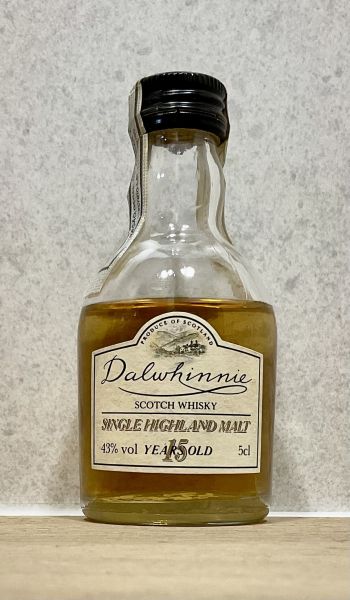 PRODUCE OF SCOTLAND
Dalwhinnie
SCOTCH WHISKY
SINGLE HIGHLAND MALT
43% vol YEARS 15 OLD 5cl